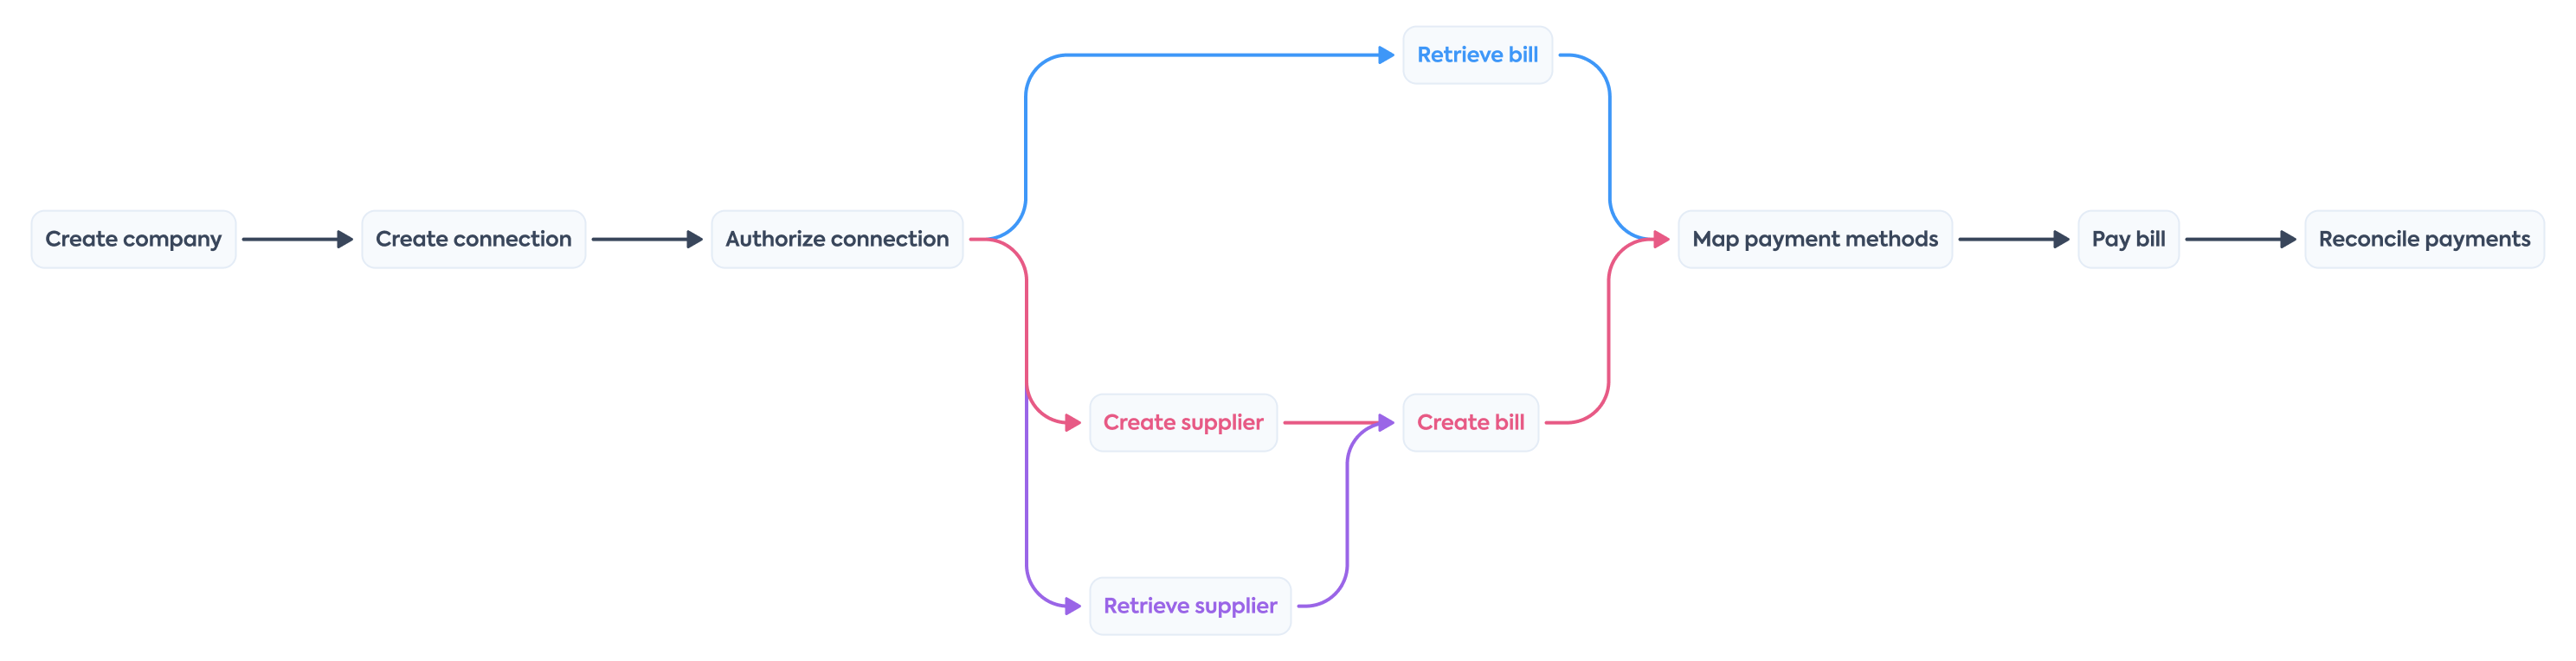 Create company
Create connection
Authorize connection
Retrieve bill
Create supplier
Create bill
Retrieve supplier
Map payment methods
Pay bill
Reconcile payments